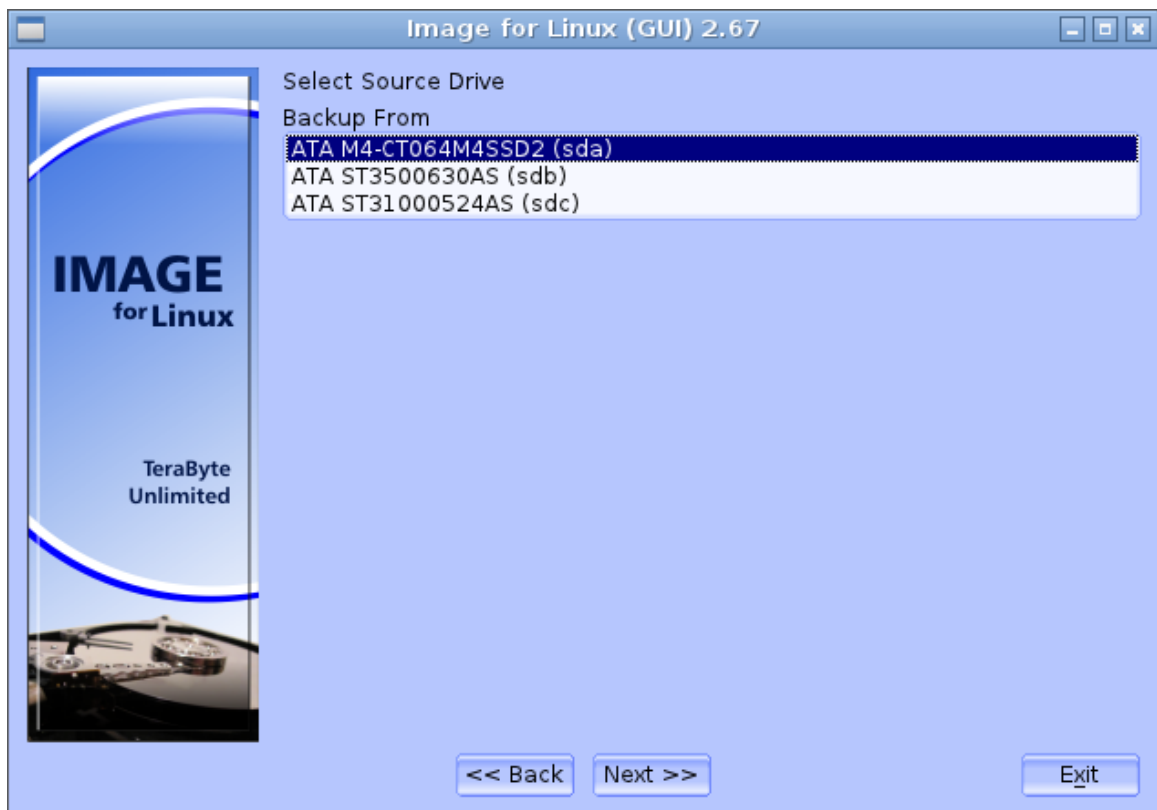 Image for Linux (GUI) 2.67
Select Source Drive
Backup From
ATA M4-CT064M4SSD2 (sda)
ATA ST3500630AS (sdb)
ATA ST31000524AS (sdc)
IMAGE
for Linux
TeraByte
Unlimited
<< Back
Next >>
Exit